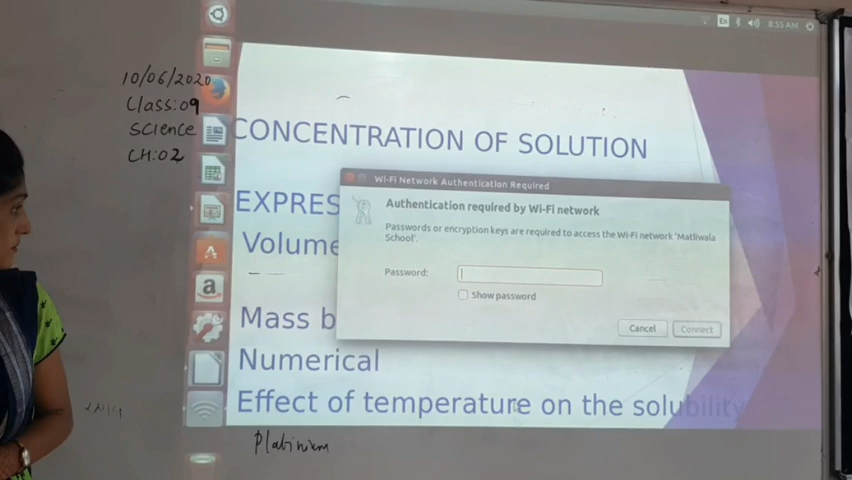 En 8:55 AM
10/06/2020
Class:09
Science
CH:02
CONCENTRATION OF SOLUTION
EXPRES
Volume
Mass b
Numerical
Effect of temperature on the solubility
Wi-Fi Network Authentication Required
Authentication required by Wi-Fi network
Passwords or encryption keys are required to access the Wi-Fi network 'Matliwala
School'.
Password:
Show password
Cancel Connect
Platinium